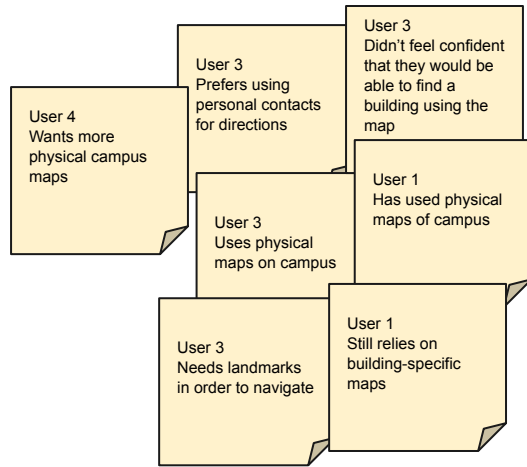 User 3
Didn’t feel confident
that they would be
able to find a
building using the
map
User 3
Prefers using
personal contacts
for directions
User 4
Wants more
physical campus
maps
User 1
Has used physical
maps of campus
User 3
Uses physical
maps on campus
User 1
Still relies on
building-specific
maps
User 3
Needs landmarks
in order to navigate